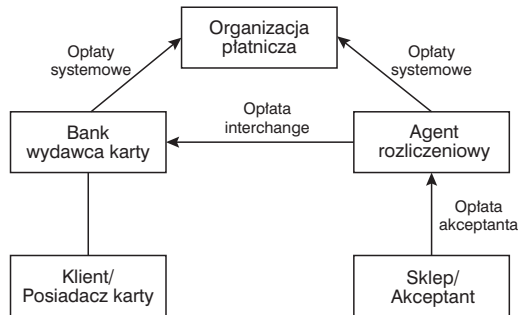 Organizacja
płatnicza
Opłaty
systemowe
Opłaty
systemowe
Bank
wydawca karty
Opłata
interchange
Agent
rozliczeniowy
Opłata
akceptanta
Klient/
Posiadacz karty
Sklep/
Akceptant